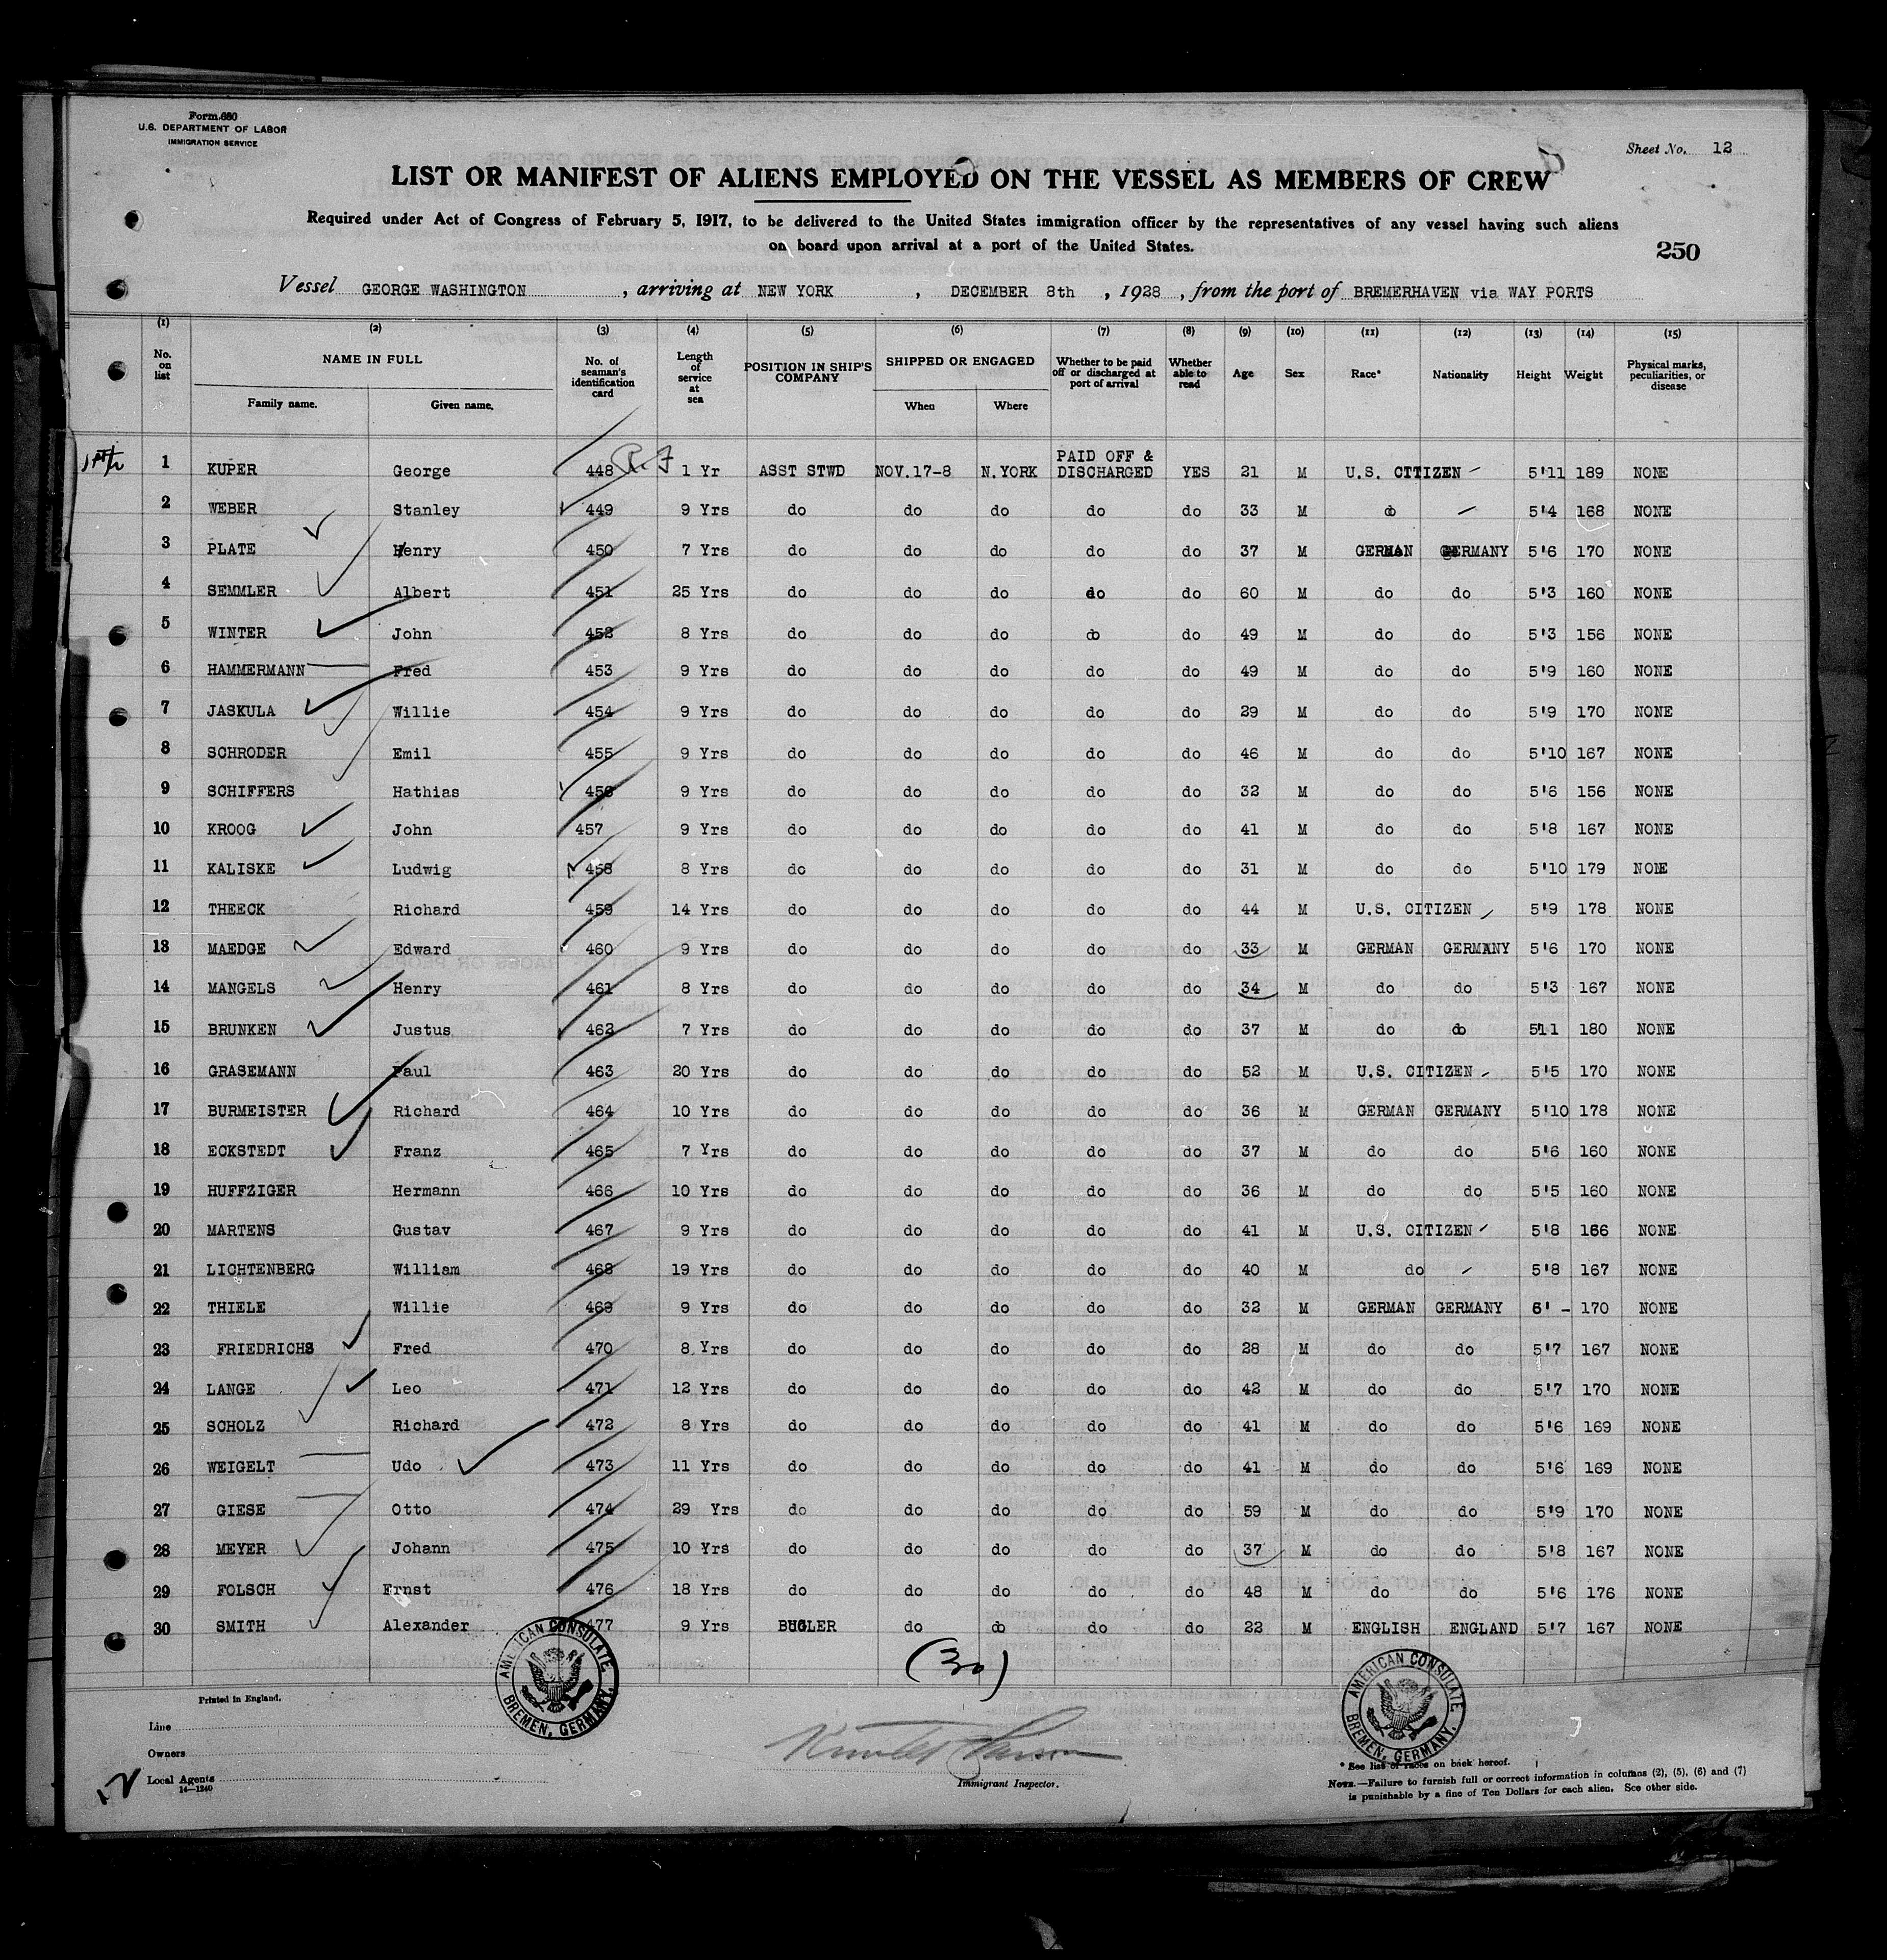 Form 680
U.S. DEPARTMENT OF LABOR
IMMIGRATION SERVICE
Sheet No. 12
LIST OR MANIFEST OF ALIENS EMPLOYED ON THE VESSEL AS MEMBERS OF CREW
Required under Act of Congress of February 5, 1917, to be delivered to the United States immigration officer by the representatives of any vessel having such aliens
on board upon arrival at a port of the United States.
250
Vessel GEORGE WASHINGTON, arriving at NEW YORK, DECEMBER 8th, 1928, from the port of BREMERHAVEN via WAY PORTS
(1) (2) (3) (4) (5) (6) (7) (8) (9) (10) (11) (12) (13) (14) (15)
No. on list NAME IN FULL Family name. Given name. No. of seaman's identification card Length of service at sea POSITION IN SHIP'S COMPANY SHIPPED OR ENGAGED When Where Whether to be paid off or discharged at port of arrival Whether able to read Age Sex Race* Nationality Height Weight Physical marks, peculiarities, or disease
1 KUPER George 448 1 Yr ASST STWD NOV.17-8 N.YORK PAID OFF & DISCHARGED YES 21 M U.S. CTTIZEN 5'11 189 NONE
2 WEBER Stanley 449 9 Yrs do do do do do 33 M do 5'4 168 NONE
3 PLATE Henry 450 7 Yrs do do do do do 37 M GERMAN GERMANY 5'6 170 NONE
4 SEMMLER Albert 451 25 Yrs do do do do do 60 M do do 5'3 160 NONE
5 WINTER John 452 8 Yrs do do do do do 49 M do do 5'3 156 NONE
6 HAMMERMANN Fred 453 9 Yrs do do do do do 49 M do do 5'9 160 NONE
7 JASKULA Willie 454 9 Yrs do do do do do 29 M do do 5'9 170 NONE
8 SCHRODER Emil 455 9 Yrs do do do do do 46 M do do 5'10 167 NONE
9 SCHIFFERS Hathias 456 9 Yrs do do do do do 32 M do do 5'6 156 NONE
10 KROOG John 457 9 Yrs do do do do do 41 M do do 5'8 167 NONE
11 KALISKE Ludwig 458 8 Yrs do do do do do 31 M do do 5'10 179 NONE
12 THEECK Richard 459 14 Yrs do do do do do 44 M U.S. CITIZEN 5'9 178 NONE
13 MAEDGE Edward 460 9 Yrs do do do do do 33 M GERMAN GERMANY 5'6 170 NONE
14 MANGELS Henry 461 8 Yrs do do do do do 34 M do do 5'3 167 NONE
15 BRUNKEN Justus 462 7 Yrs do do do do do 37 M do do 5'11 180 NONE
16 GRASEMANN Paul 463 20 Yrs do do do do do 52 M U.S. CITIZEN 5'5 170 NONE
17 BURMEISTER Richard 464 10 Yrs do do do do do 36 M GERMAN GERMANY 5'10 178 NONE
18 ECKSTEDT Franz 465 7 Yrs do do do do do 37 M do do 5'6 160 NONE
19 HUFFZIGER Hermann 466 10 Yrs do do do do do 36 M do do 5'5 160 NONE
20 MARTENS Gustav 467 9 Yrs do do do do do 41 M U.S. CITIZEN 5'8 166 NONE
21 LICHTENBERG William 468 19 Yrs do do do do do 40 M do 5'8 167 NONE
22 THIELE Willie 469 9 Yrs do do do do do 32 M GERMAN GERMANY 6' - 170 NONE
23 FRIEDRICHS Fred 470 8 Yrs do do do do do 28 M do do 5'7 167 NONE
24 LANGE Leo 471 12 Yrs do do do do do 42 M do do 5'7 170 NONE
25 SCHOLZ Richard 472 8 Yrs do do do do do 41 M do do 5'6 169 NONE
26 WEIGELT Udo 473 11 Yrs do do do do do 41 M do do 5'6 169 NONE
27 GIESE Otto 474 29 Yrs do do do do do 59 M do do 5'9 170 NONE
28 MEYER Johann 475 10 Yrs do do do do do 37 M do do 5'8 167 NONE
29 FOLSCH Ernst 476 18 Yrs do do do do do 48 M do do 5'6 176 NONE
30 SMITH Alexander 477 9 Yrs BUGLER do do do do 22 M ENGLISH ENGLAND 5'7 167 NONE
(30)
AMERICAN CONSULATE. BREMEN, GERMANY.
AMERICAN CONSULATE. BREMEN, GERMANY.
Printed in England.
Line
Owners
Local Agents
14—1240
Immigrant Inspector.
* See list of races on back hereof.
NOTE.—Failure to furnish full or correct information in columns (2), (5), (6) and (7)
is punishable by a fine of Ten Dollars for each alien. See other side.